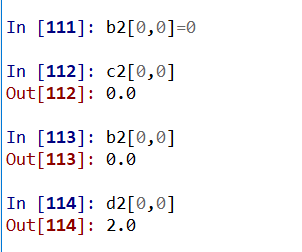 In [111]: b2[0,0]=0
In [112]: c2[0,0]
Out[112]: 0.0
In [113]: b2[0,0]
Out[113]: 0.0
In [114]: d2[0,0]
Out[114]: 2.0